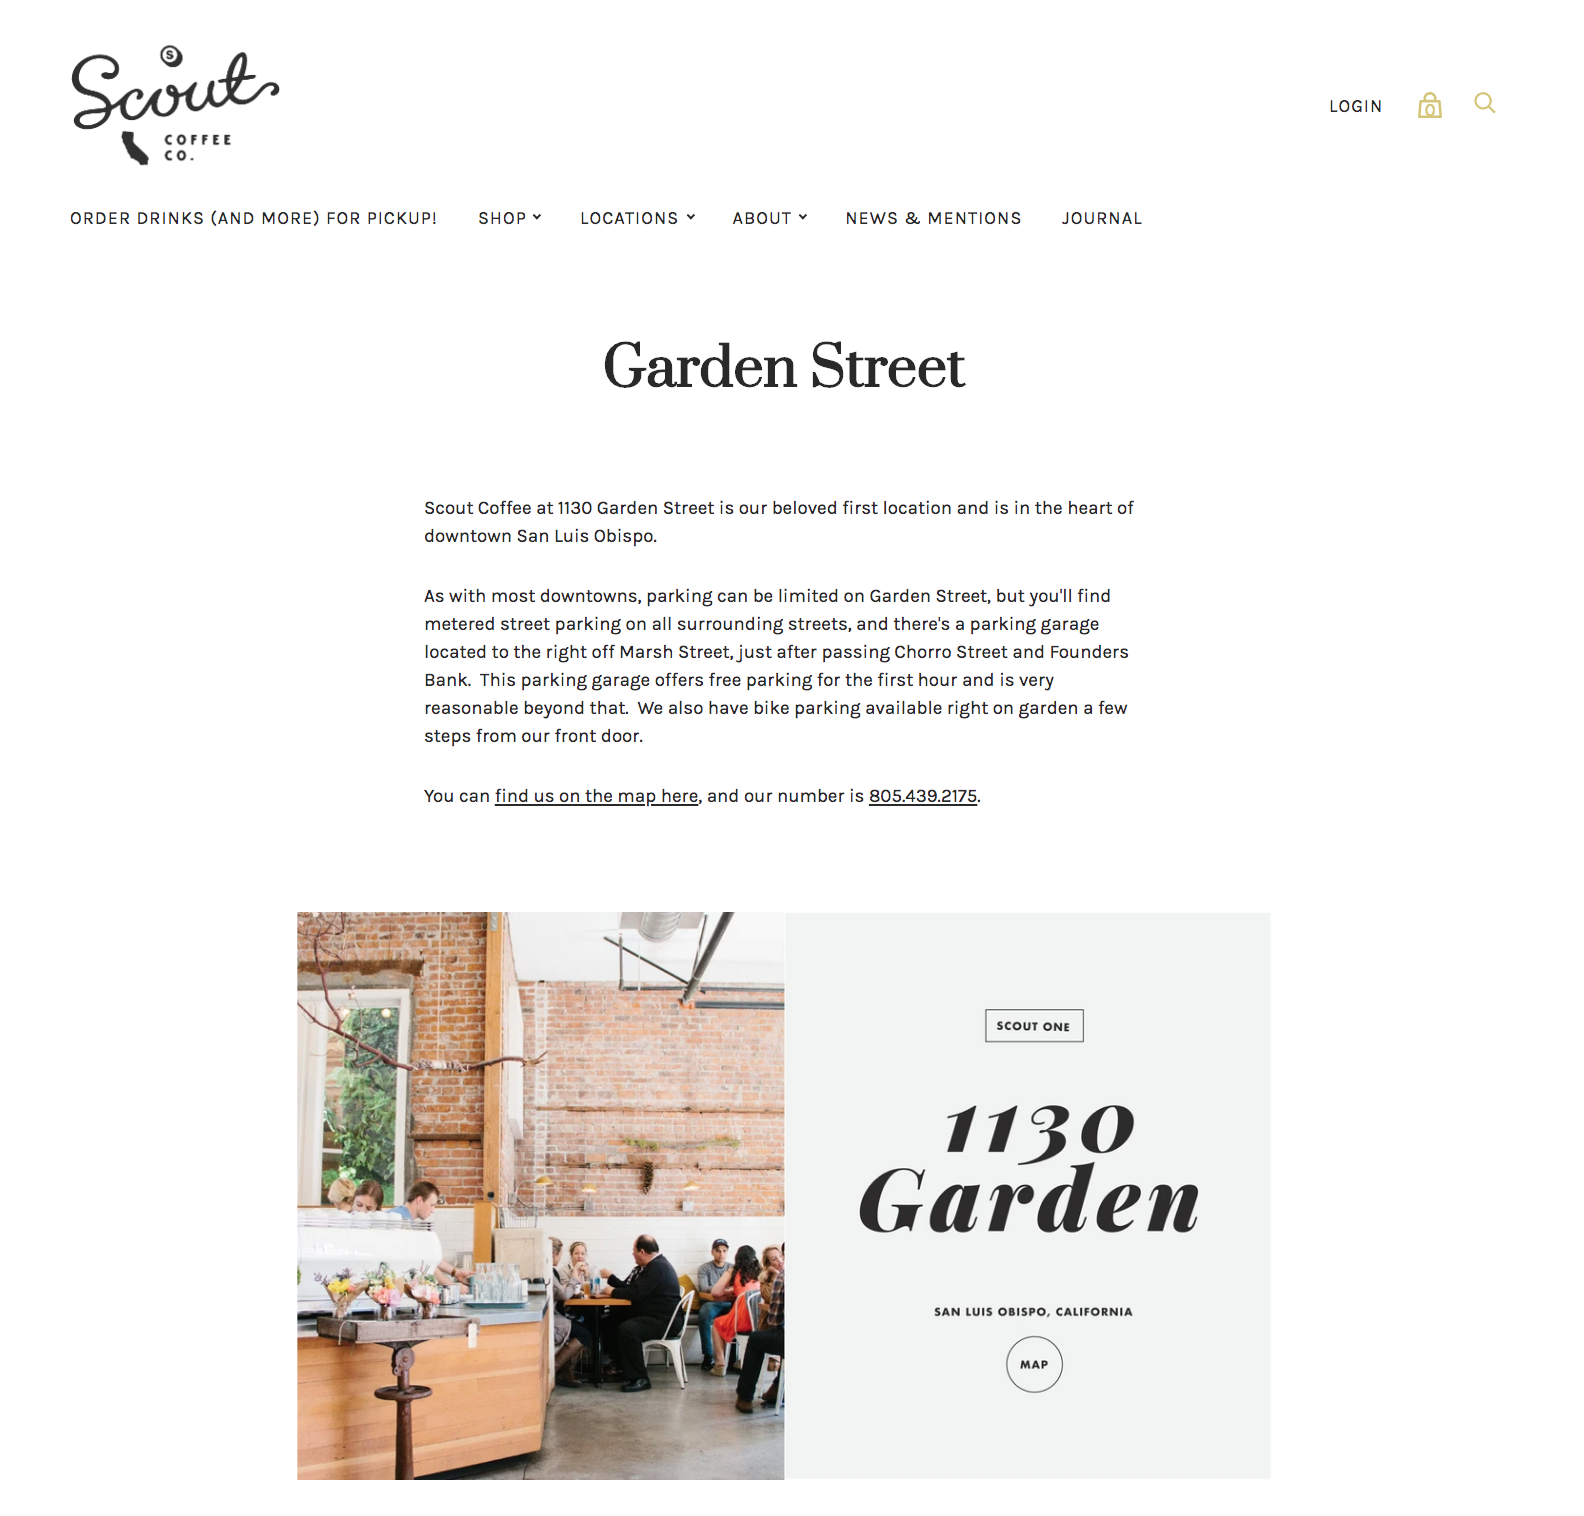 S
Scout
COFFEE
CO.
LOGIN
0
ORDER DRINKS (AND MORE) FOR PICKUP!
SHOP
LOCATIONS
ABOUT
NEWS & MENTIONS
JOURNAL
Garden Street
Scout Coffee at 1130 Garden Street is our beloved first location and is in the heart of
downtown San Luis Obispo.
As with most downtowns, parking can be limited on Garden Street, but you'll find
metered street parking on all surrounding streets, and there's a parking garage
located to the right off Marsh Street, just after passing Chorro Street and Founders
Bank.  This parking garage offers free parking for the first hour and is very
reasonable beyond that.  We also have bike parking available right on garden a few
steps from our front door.
You can find us on the map here, and our number is 805.439.2175.
SCOUT ONE
1130
Garden
SAN LUIS OBISPO, CALIFORNIA
MAP